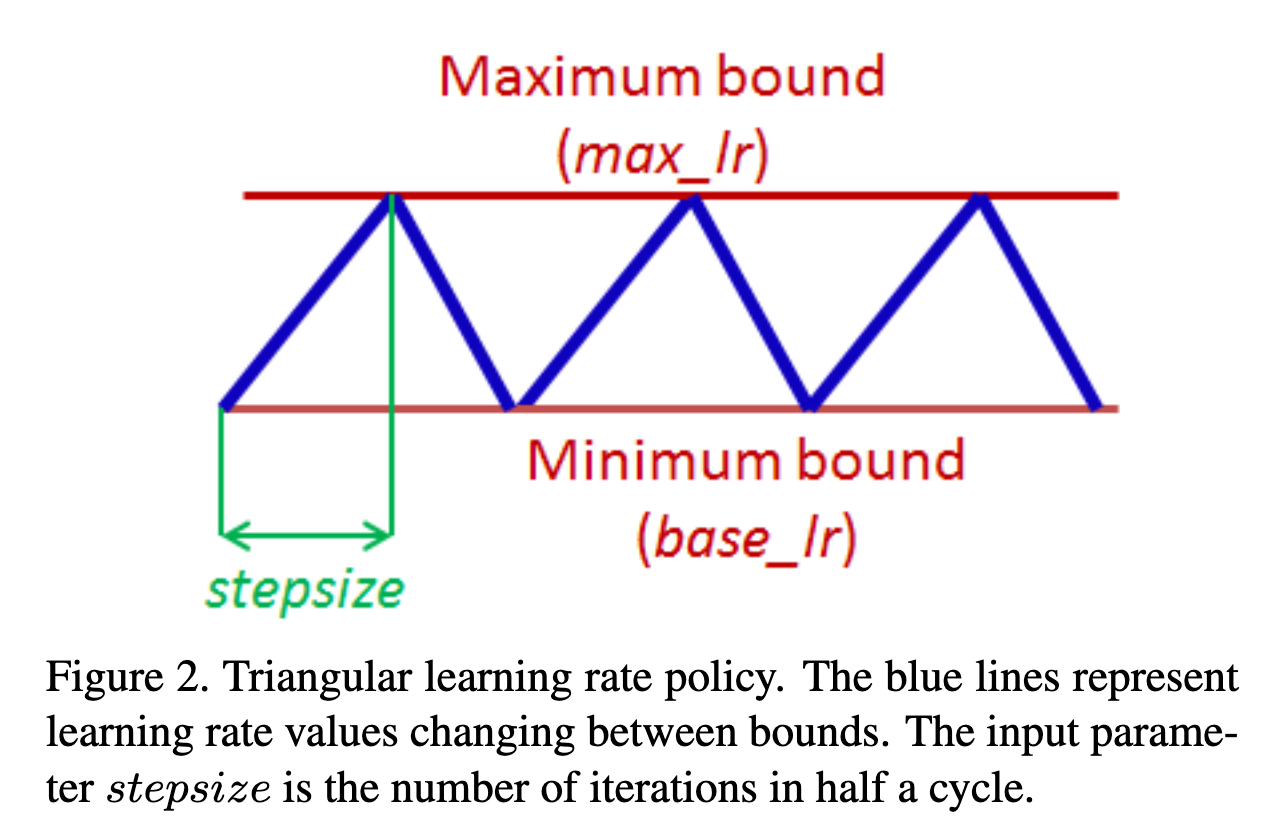 Maximum bound
(max_lr)
Minimum bound
(base_lr)
stepsize
Figure 2. Triangular learning rate policy. The blue lines represent
learning rate values changing between bounds. The input parame-
ter stepsize is the number of iterations in half a cycle.